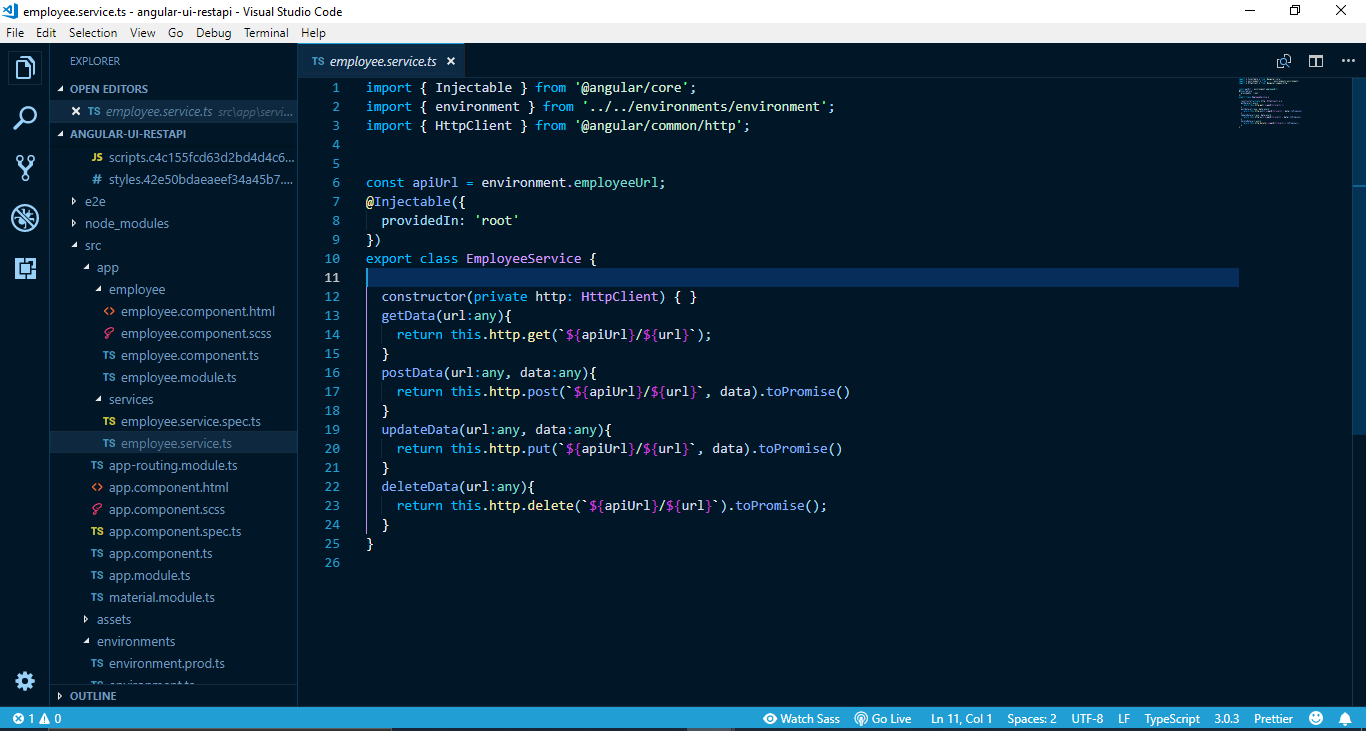 employee.service.ts - angular-ui-restapi - Visual Studio Code
File Edit Selection View Go Debug Terminal Help
EXPLORER
OPEN EDITORS
TS employee.service.ts src\app\servi...
ANGULAR-UI-RESTAPI
JS scripts.c4c155fcd63d2bd4d4c6...
# styles.42e50bdaeaeef34a45b7....
e2e
node_modules
src
app
employee
<> employee.component.html
employee.component.scss
TS employee.component.ts
TS employee.module.ts
services
TS employee.service.spec.ts
TS employee.service.ts
TS app-routing.module.ts
<> app.component.html
app.component.scss
TS app.component.spec.ts
TS app.component.ts
TS app.module.ts
TS material.module.ts
assets
environments
TS environment.prod.ts
OUTLINE
TS employee.service.ts
1 import { Injectable } from '@angular/core';
2 import { environment } from '../../environments/environment';
3 import { HttpClient } from '@angular/common/http';
4
5
6 const apiUrl = environment.employeeUrl;
7 @Injectable({
8 providedIn: 'root'
9 })
10 export class EmployeeService {
11
12 constructor(private http: HttpClient) { }
13 getData(url:any){
14 return this.http.get(`${apiUrl}/${url}`);
15 }
16 postData(url:any, data:any){
17 return this.http.post(`${apiUrl}/${url}`, data).toPromise()
18 }
19 updateData(url:any, data:any){
20 return this.http.put(`${apiUrl}/${url}`, data).toPromise()
21 }
22 deleteData(url:any){
23 return this.http.delete(`${apiUrl}/${url}`).toPromise();
24 }
25 }
26
1 0 Watch Sass Go Live Ln 11, Col 1 Spaces: 2 UTF-8 LF TypeScript 3.0.3 Prettier